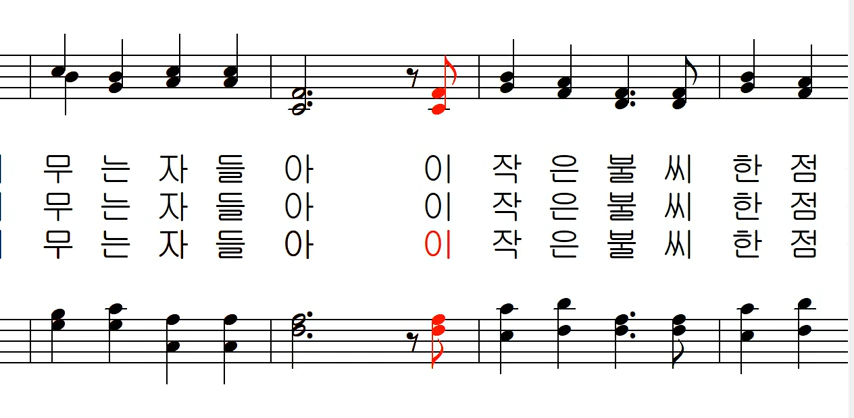 무 는 자 들 아 이 작 은 불 씨 한 점
무 는 자 들 아 이 작 은 불 씨 한 점
무 는 자 들 아 이 작 은 불 씨 한 점